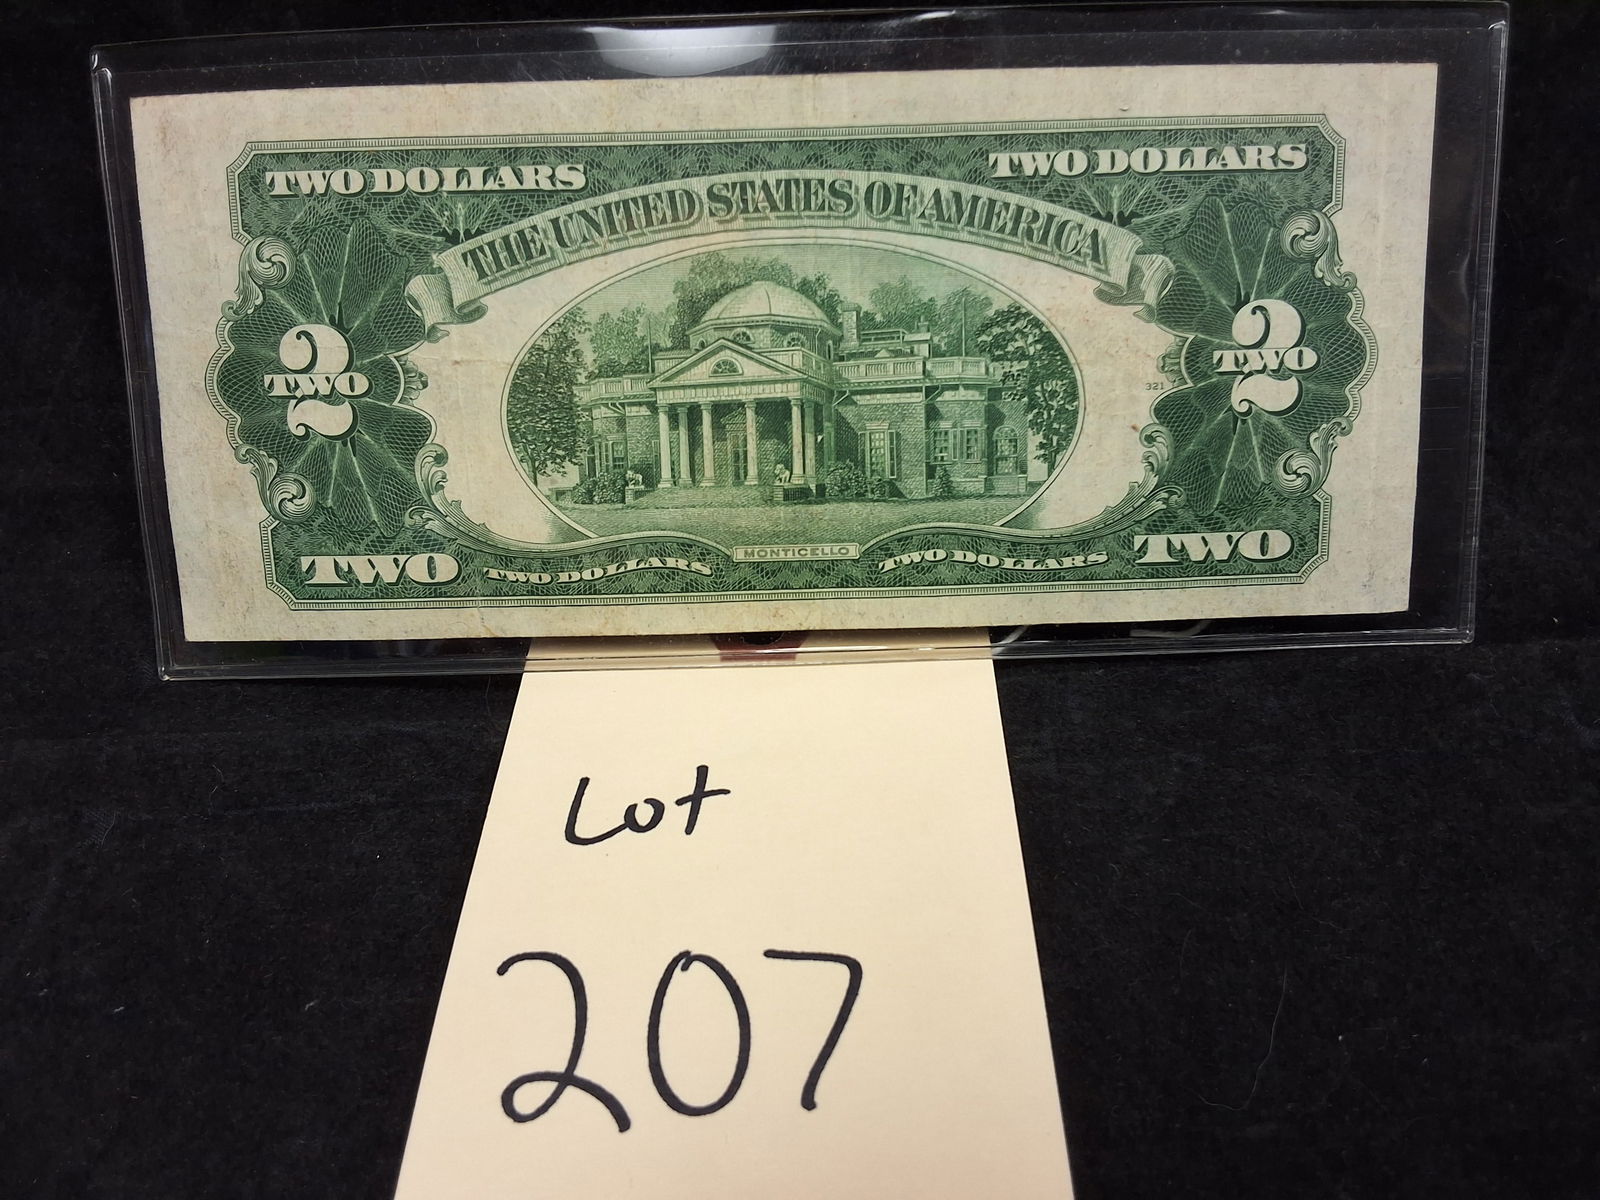 TWO DOLLARS
TWO DOLLARS
THE UNITED STATES OF AMERICA
2
TWO
2
TWO
321
MONTICELLO
TWO
TWO DOLLARS
TWO DOLLARS
TWO
Lot
207